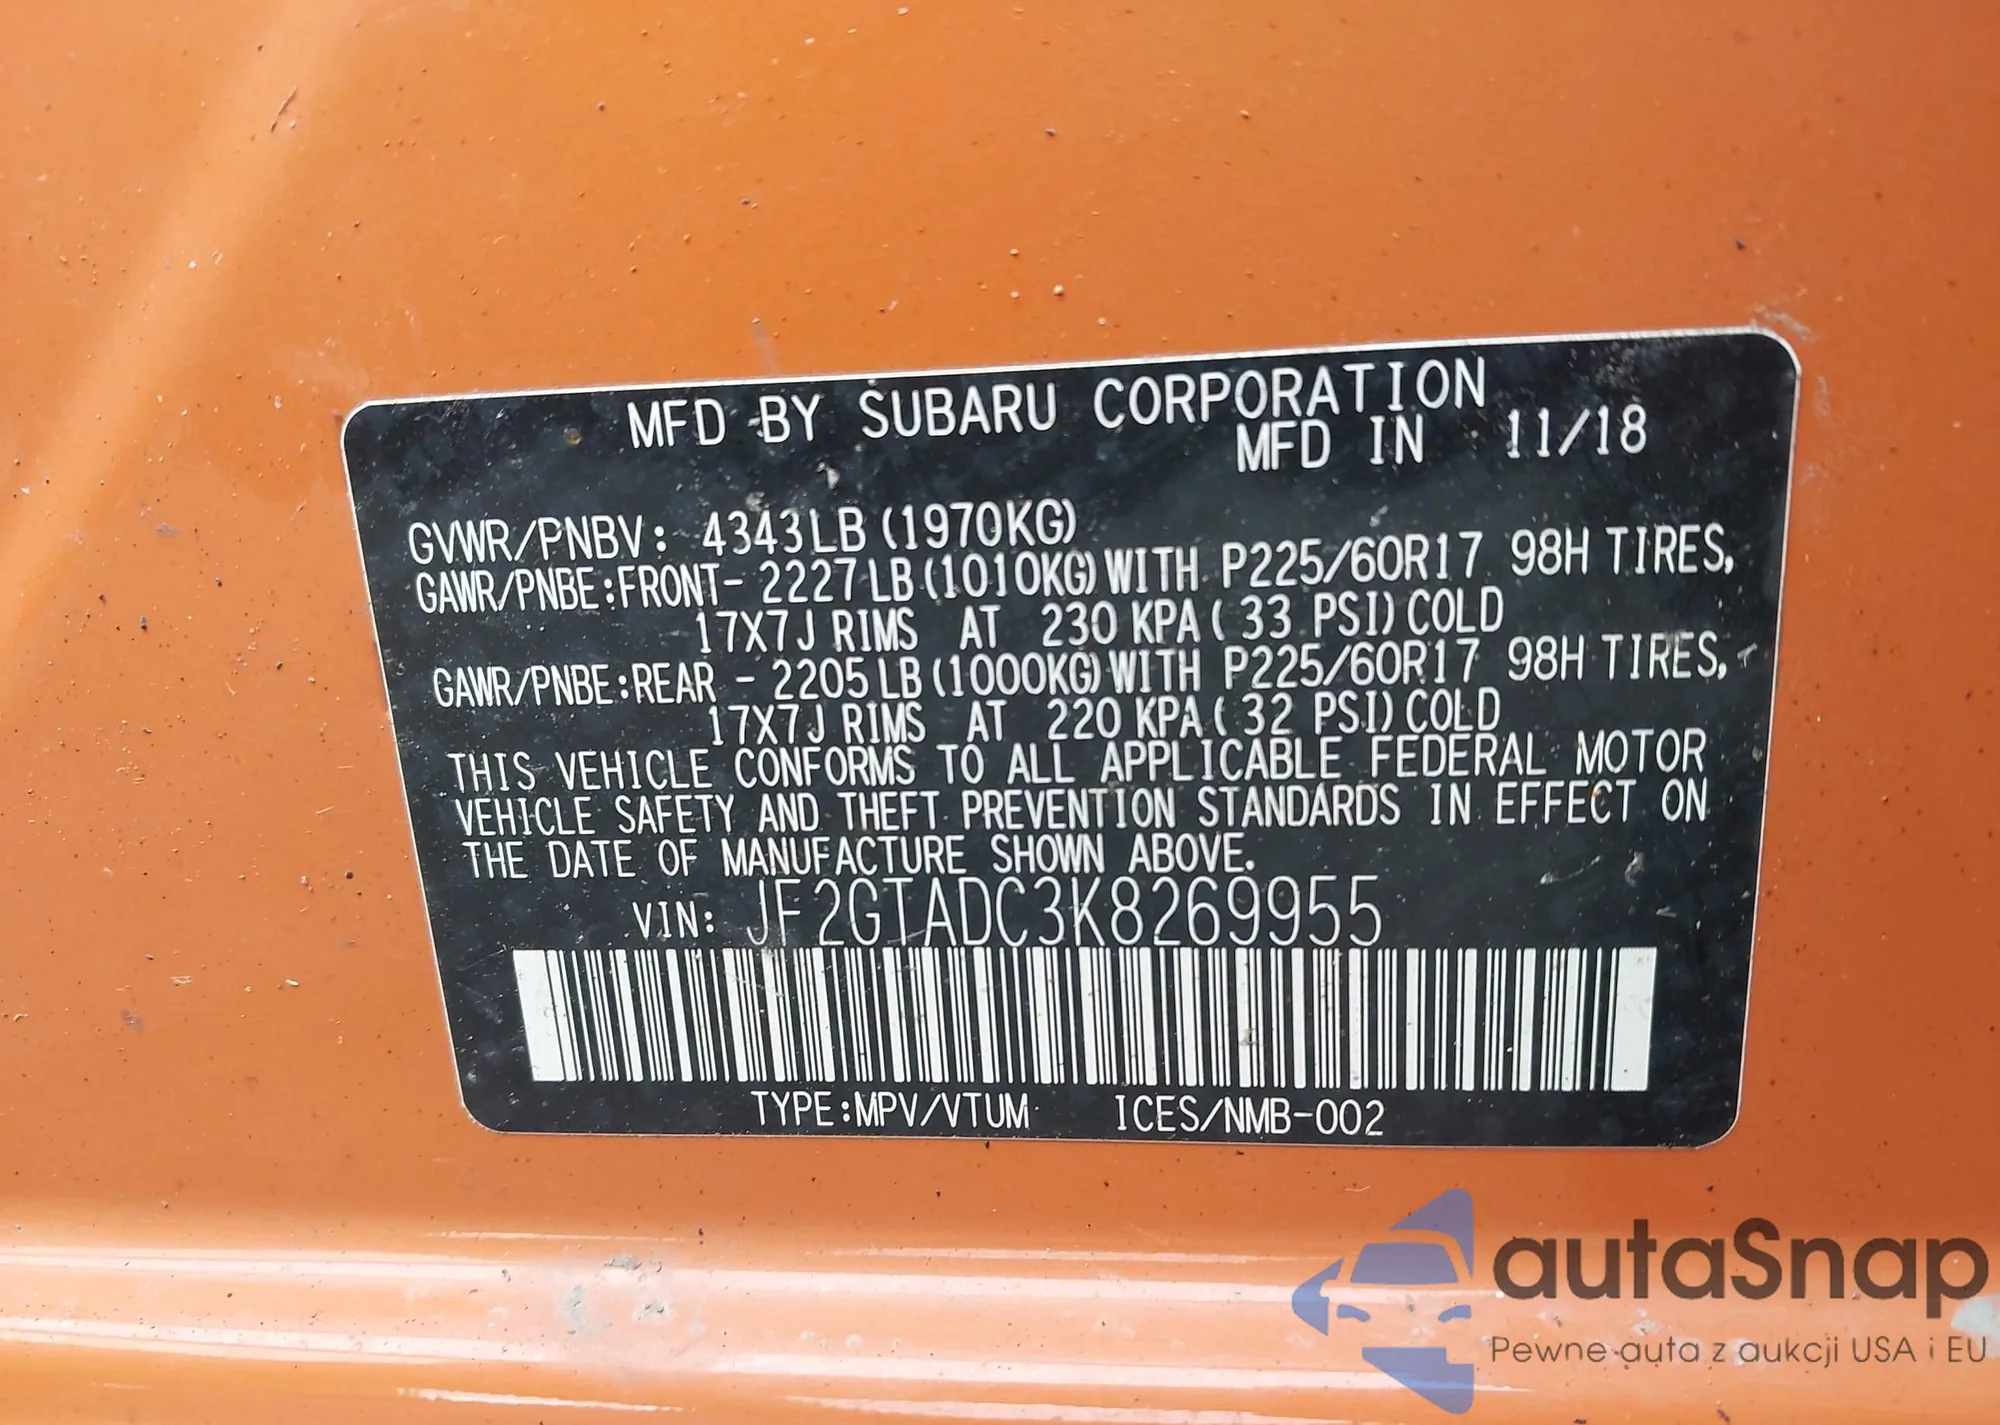 MFD BY SUBARU CORPORATION
MFD IN 11/18
GVWR/PNBV: 4343LB (1970KG)
GAWR/PNBE:FRONT- 2227LB (1010KG) WITH P225/60R17 98H TIRES,
17X7J RIMS AT 230 KPA (33 PSI) COLD
GAWR/PNBE:REAR - 2205LB (1000KG) WITH P225/60R17 98H TIRES,
17X7J RIMS AT 220 KPA (32 PSI) COLD
THIS VEHICLE CONFORMS TO ALL APPLICABLE FEDERAL MOTOR
VEHICLE SAFETY AND THEFT PREVENTION STANDARDS IN EFFECT ON
THE DATE OF MANUFACTURE SHOWN ABOVE.
VIN: JF2GTADC3K8269955
TYPE:MPV/VTUM ICES/NMB-002
autaSnap
Pewne auta z aukcji USA i EU